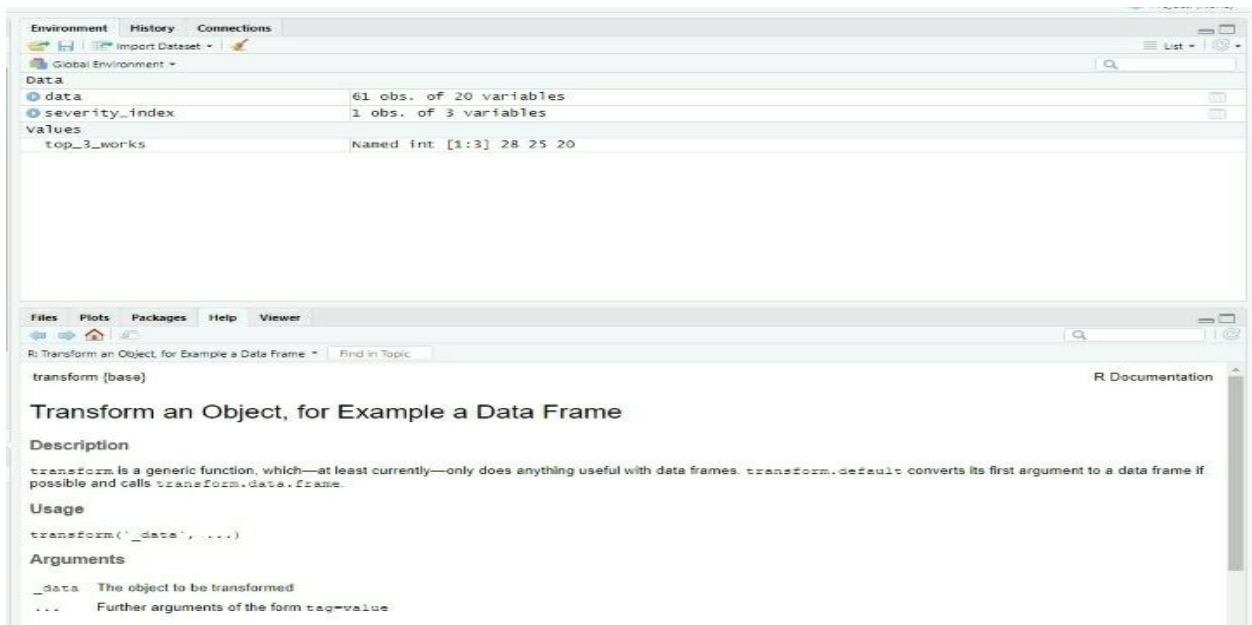 Environment History Connections
Import Dataset List
Global Environment
Data
data 61 obs. of 20 variables
severity_index 1 obs. of 3 variables
values
top_3_works Named int [1:3] 28 25 20
Files Plots Packages Help Viewer
R: Transform an Object, for Example a Data Frame Find in Topic
transform {base} R Documentation
Transform an Object, for Example a Data Frame
Description
transform is a generic function, which—at least currently—only does anything useful with data frames. transform.default converts its first argument to a data frame if
possible and calls transform.data.frame.
Usage
transform(`_data`, ...)
Arguments
_data The object to be transformed
... Further arguments of the form tag=value